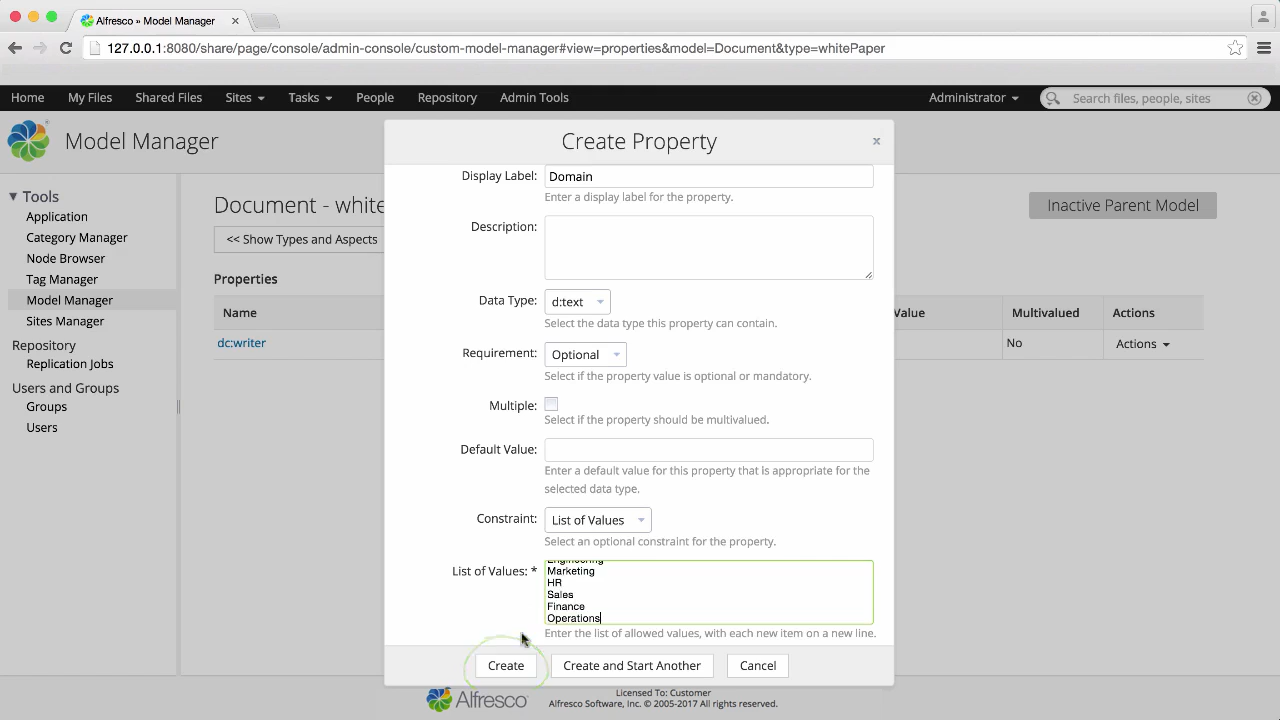 Alfresco » Model Manager
127.0.0.1:8080/share/page/console/admin-console/custom-model-manager#view=properties&model=Document&type=whitePaper
Home My Files Shared Files Sites Tasks People Repository Admin Tools Administrator Search files, people, sites
Model Manager
Create Property
Tools
Application
Category Manager
Node Browser
Tag Manager
Model Manager
Sites Manager
Repository
Replication Jobs
Users and Groups
Groups
Users
Document - white
Inactive Parent Model
<< Show Types and Aspects
Properties
Name Value Multivalued Actions
dc:writer No Actions
Display Label: Domain
Enter a display label for the property.
Description:
Data Type: d:text
Select the data type this property can contain.
Requirement: Optional
Select if the property value is optional or mandatory.
Multiple:
Select if the property should be multivalued.
Default Value:
Enter a default value for this property that is appropriate for the
selected data type.
Constraint: List of Values
Select an optional constraint for the property.
List of Values: *
Engineering
Marketing
HR
Sales
Finance
Operations
Enter the list of allowed values, with each new item on a new line.
Create Create and Start Another Cancel
Alfresco
Licensed To: Customer
Alfresco Software, Inc. © 2005-2017 All rights reserved.